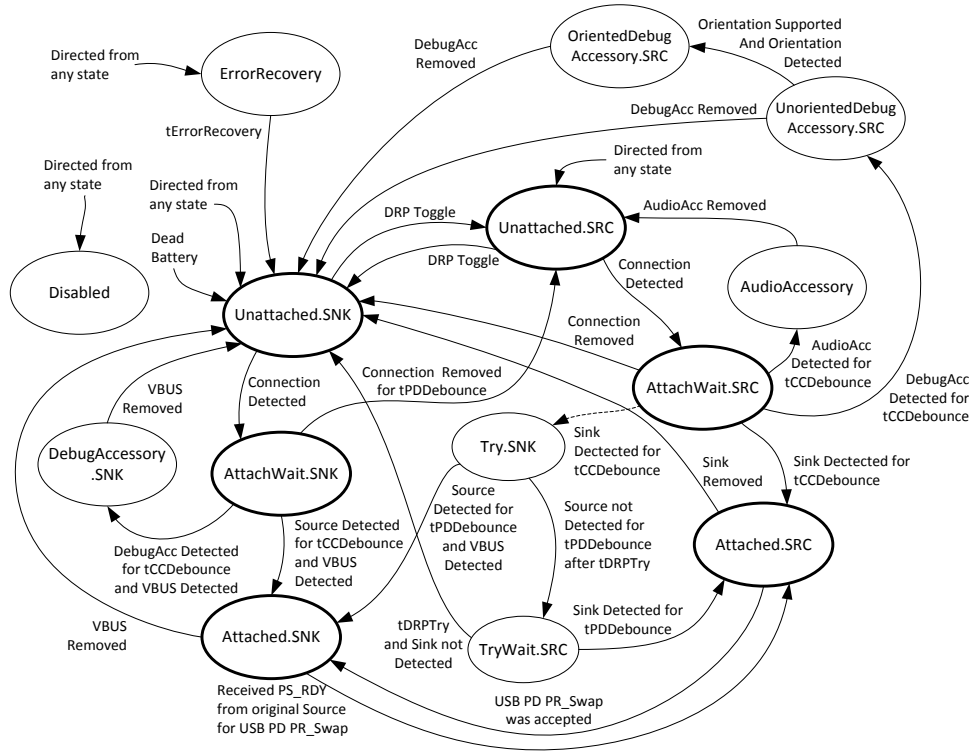 Directed from
any state
ErrorRecovery
tErrorRecovery
DebugAcc
Removed
OrientedDebug
Accessory.SRC
Orientation Supported
And Orientation
Detected
UnorientedDebug
Accessory.SRC
DebugAcc Removed
Directed from
any state
Disabled
Directed from
any state
Dead
Battery
DRP Toggle
DRP Toggle
Directed from
any state
Unattached.SRC
AudioAcc Removed
Unattached.SNK
Connection
Detected
AudioAccessory
Connection
Removed
AttachWait.SRC
AudioAcc
Detected for
tCCDebounce
DebugAcc
Detected for
tCCDebounce
VBUS
Removed
Connection
Detected
Connection Removed
for tPDDebounce
DebugAccessory
.SNK
AttachWait.SNK
Try.SNK
Sink
Dectected for
tCCDebounce
Sink
Removed
Sink Dectected for
tCCDebounce
DebugAcc Detected
for tCCDebounce
and VBUS Detected
Source Detected
for tCCDebounce
and VBUS
Detected
Source
Detected for
tPDDebounce
and VBUS
Detected
Source not
Detected for
tPDDebounce
after tDRPTry
Attached.SRC
VBUS
Removed
Attached.SNK
tDRPTry
and Sink not
Detected
TryWait.SRC
Sink Detected for
tPDDebounce
Received PS_RDY
from original Source
for USB PD PR_Swap
USB PD PR_Swap
was accepted